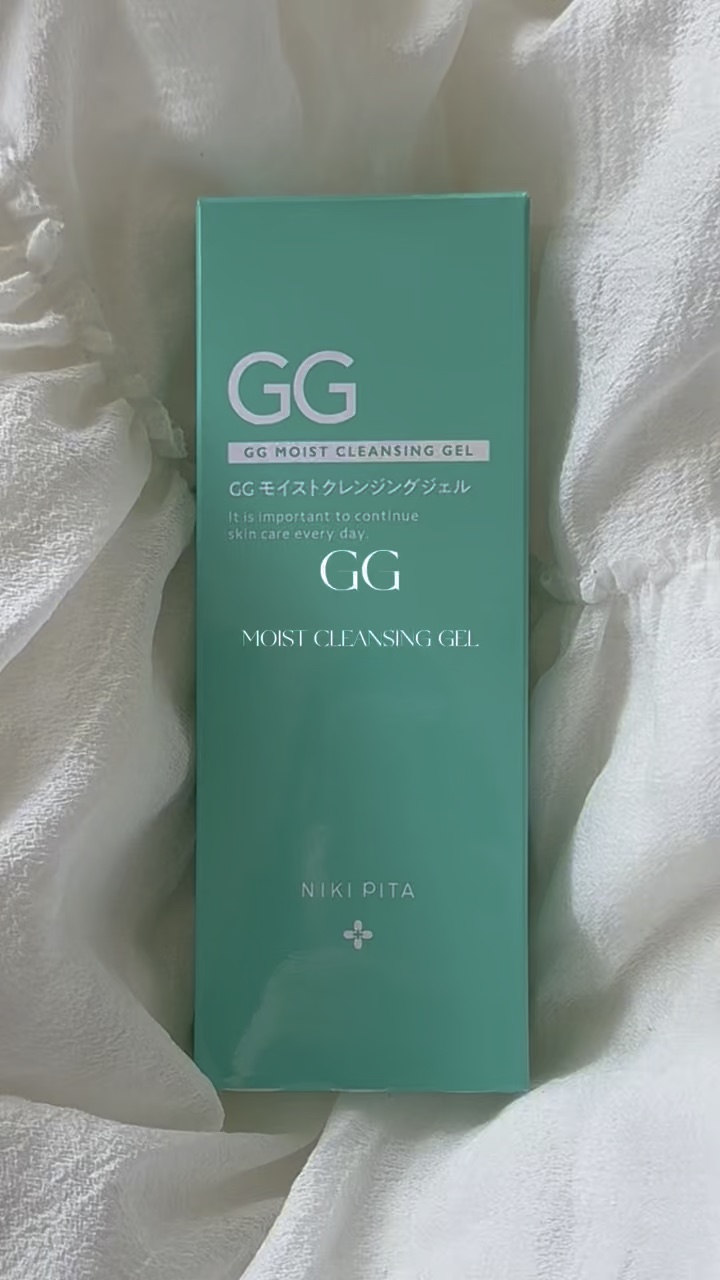 GG
GG MOIST CLEANSING GEL
GG モイストクレンジングジェル
It is important to continue
skin care every day.
GG
MOIST CLEANSING GEL
NIKI PITA